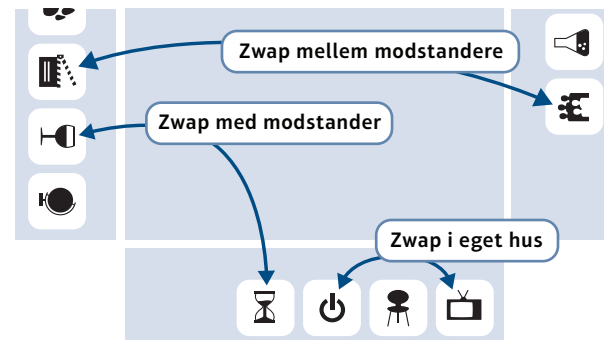 Zwap mellem modstandere
Zwap med modstander
Zwap i eget hus